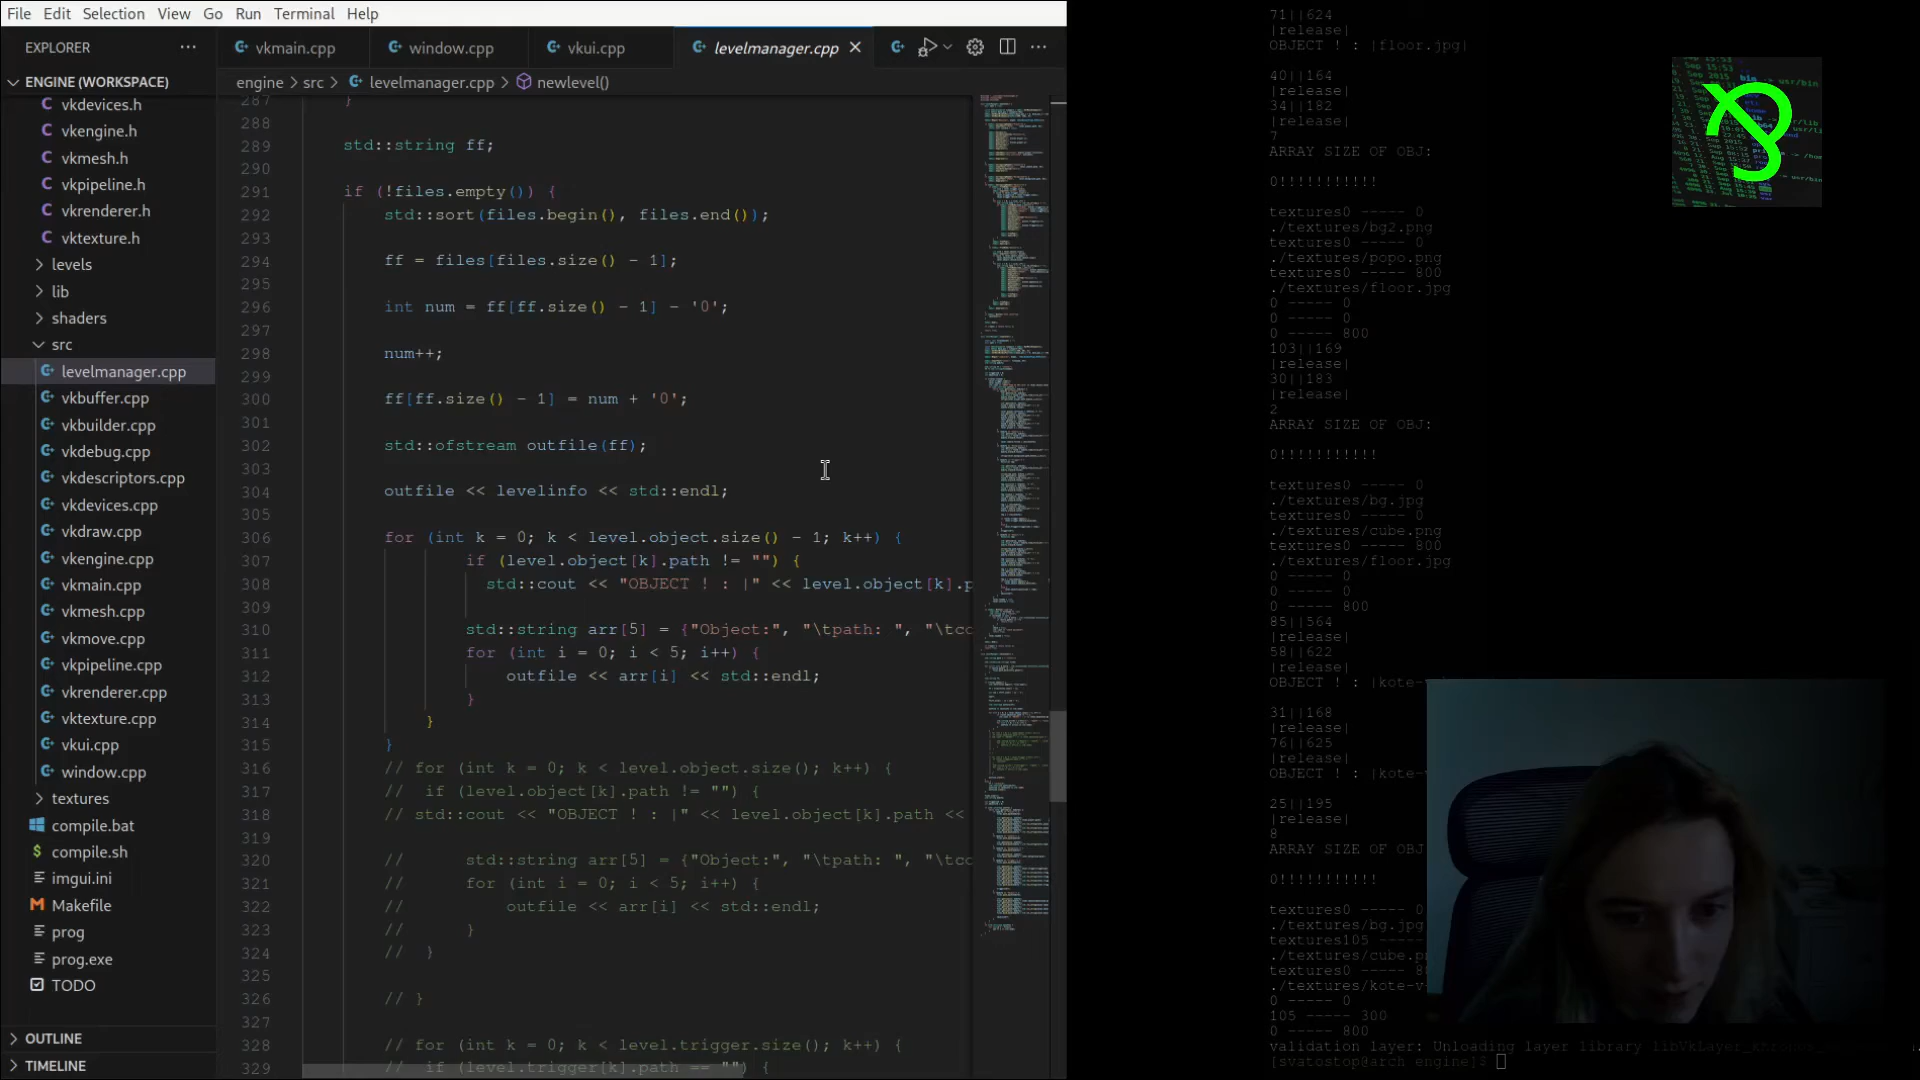 File Edit Selection View Go Run Terminal Help
EXPLORER
vkmain.cpp window.cpp vkui.cpp levelmanager.cpp
ENGINE (WORKSPACE)
engine > src > levelmanager.cpp > newlevel()
vkdevices.h
vkengine.h
vkmesh.h
vkpipeline.h
vkrenderer.h
vktexture.h
levels
lib
shaders
src
levelmanager.cpp
vkbuffer.cpp
vkbuilder.cpp
vkdebug.cpp
vkdescriptors.cpp
vkdevices.cpp
vkdraw.cpp
vkengine.cpp
vkmain.cpp
vkmesh.cpp
vkmove.cpp
vkpipeline.cpp
vkrenderer.cpp
vktexture.cpp
vkui.cpp
window.cpp
textures
compile.bat
compile.sh
imgui.ini
Makefile
prog
prog.exe
TODO
OUTLINE
TIMELINE
287 }
288
289 std::string ff;
290
291 if (!files.empty()) {
292 std::sort(files.begin(), files.end());
293
294 ff = files[files.size() - 1];
295
296 int num = ff[ff.size() - 1] - '0';
297
298 num++;
299
300 ff[ff.size() - 1] = num + '0';
301
302 std::ofstream outfile(ff);
303
304 outfile << levelinfo << std::endl;
305
306 for (int k = 0; k < level.object.size() - 1; k++) {
307 if (level.object[k].path != "") {
308 std::cout << "OBJECT ! : |" << level.object[k].p
309
310 std::string arr[5] = {"Object:", "\tpath: ", "\tco
311 for (int i = 0; i < 5; i++) {
312 outfile << arr[i] << std::endl;
313 }
314 }
315 }
316 // for (int k = 0; k < level.object.size(); k++) {
317 // if (level.object[k].path != "") {
318 // std::cout << "OBJECT ! : |" << level.object[k].path <<
319
320 // std::string arr[5] = {"Object:", "\tpath: ", "\tco
321 // for (int i = 0; i < 5; i++) {
322 // outfile << arr[i] << std::endl;
323 // }
324 // }
325
326 // }
327
328 // for (int k = 0; k < level.trigger.size(); k++) {
329 // if (level.trigger[k].path == "") {
71||624
|release|
OBJECT ! : |floor.jpg|
40||164
|release|
34||182
|release|
7
ARRAY SIZE OF OBJ:
0!!!!!!!!!!!
textures0 ----- 0
./textures/bg2.png
textures0 ----- 0
./textures/popo.png
textures0 ----- 800
./textures/floor.jpg
0 ----- 0
0 ----- 0
0 ----- 800
103||169
|release|
30||183
|release|
2
ARRAY SIZE OF OBJ:
0!!!!!!!!!!!
textures0 ----- 0
./textures/bg.jpg
textures0 ----- 0
./textures/cube.png
textures0 ----- 800
./textures/floor.jpg
0 ----- 0
0 ----- 0
0 ----- 800
85||564
|release|
58||622
|release|
OBJECT ! : |kote-v
31||168
|release|
76||625
|release|
OBJECT ! : |kote-v
25||195
|release|
8
ARRAY SIZE OF OBJ
0!!!!!!!!!!!
textures0 ----- 0
./textures/bg.jpg
textures105 -----
./textures/cube.p
textures0 ----- 80
./textures/kote-v
0 ----- 0
105 ----- 300
0 ----- 800
validation layer: Unloading layer library
[svatostop@arch engine]$